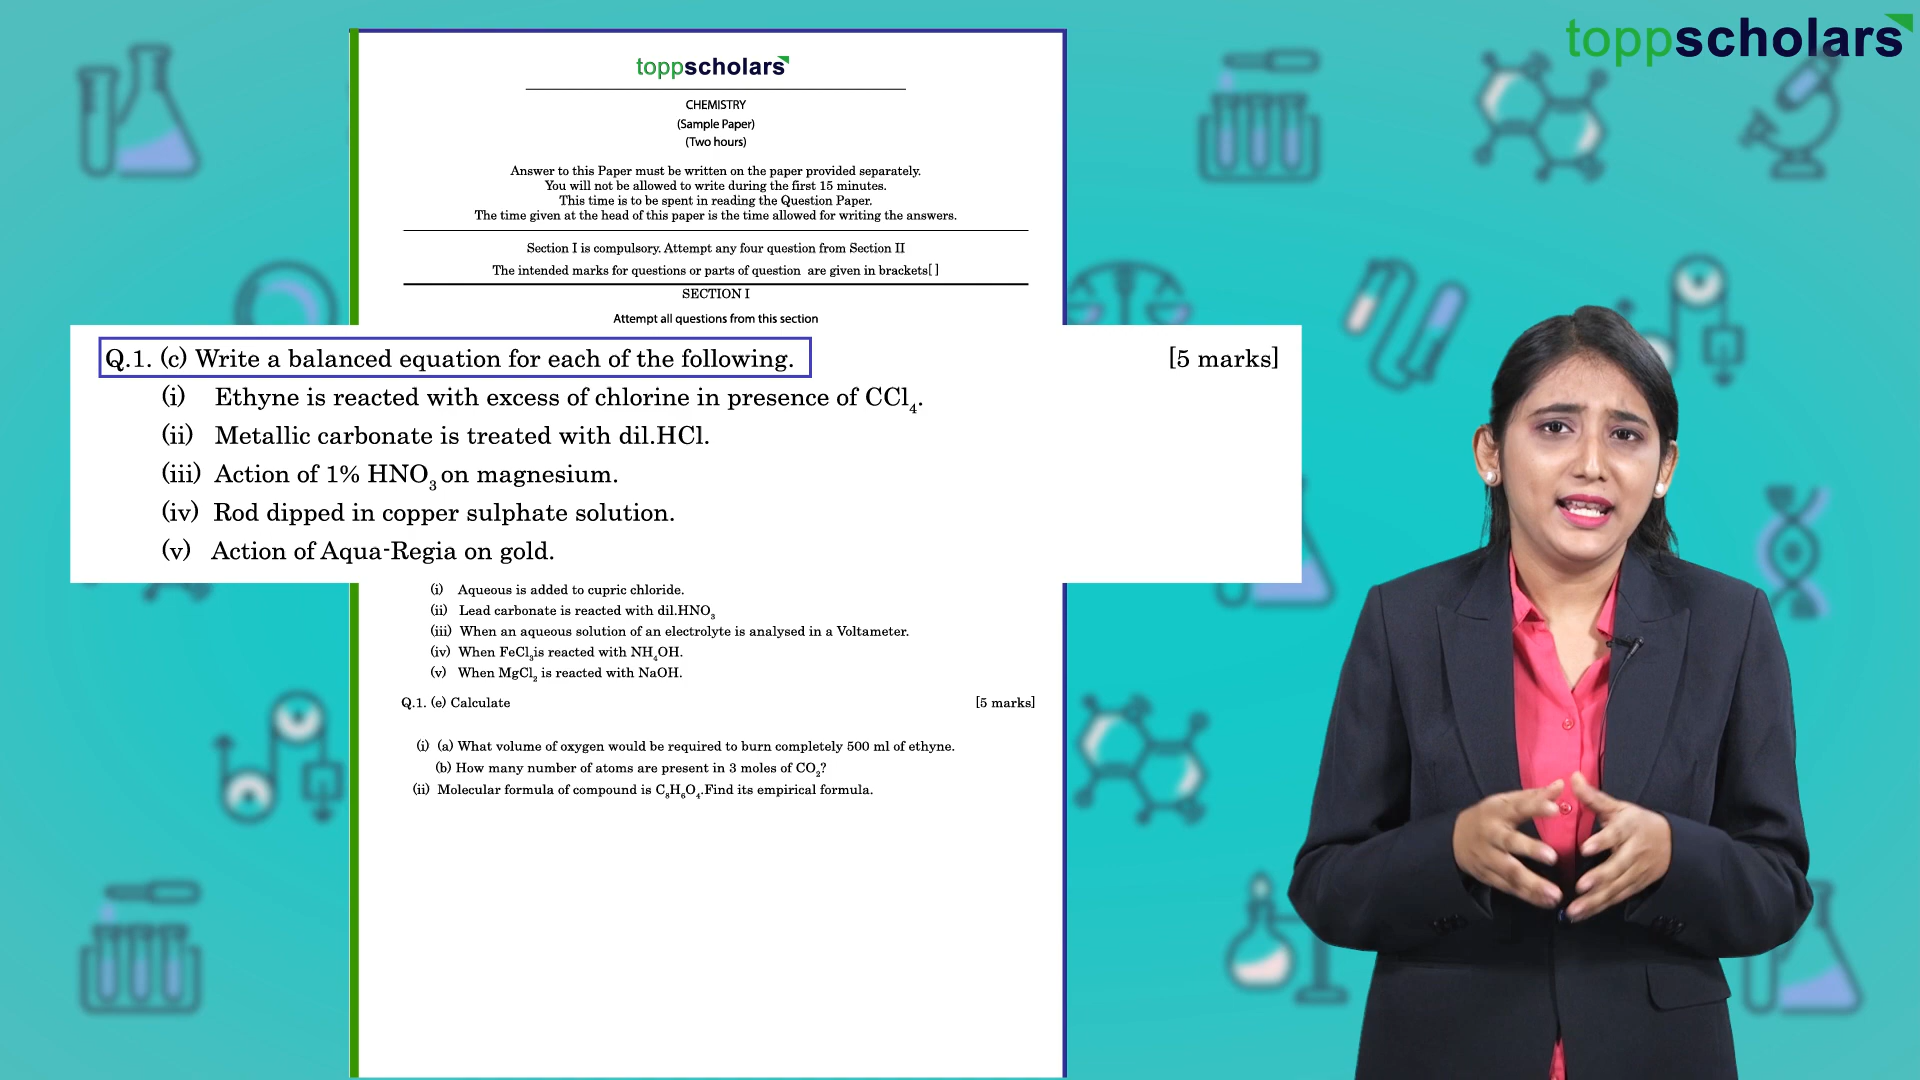 toppscholars
toppscholars
CHEMISTRY
(Sample Paper)
(Two hours)
Answer to this Paper must be written on the paper provided separately.
You will not be allowed to write during the first 15 minutes.
This time is to be spent in reading the Question Paper.
The time given at the head of this paper is the time allowed for writing the answers.
Section I is compulsory. Attempt any four question from Section II
The intended marks for questions or parts of question are given in brackets[ ]
SECTION I
Attempt all questions from this section
Q.1. (c) Write a balanced equation for each of the following. [5 marks]
(i) Ethyne is reacted with excess of chlorine in presence of CCl₄.
(ii) Metallic carbonate is treated with dil.HCl.
(iii) Action of 1% HNO₃ on magnesium.
(iv) Rod dipped in copper sulphate solution.
(v) Action of Aqua-Regia on gold.
(i) Aqueous is added to cupric chloride.
(ii) Lead carbonate is reacted with dil.HNO₃
(iii) When an aqueous solution of an electrolyte is analysed in a Voltameter.
(iv) When FeCl₃is reacted with NH₄OH.
(v) When MgCl₂ is reacted with NaOH.
Q.1. (e) Calculate [5 marks]
(i) (a) What volume of oxygen would be required to burn completely 500 ml of ethyne.
(b) How many number of atoms are present in 3 moles of CO₂?
(ii) Molecular formula of compound is C₈H₆O₄.Find its empirical formula.